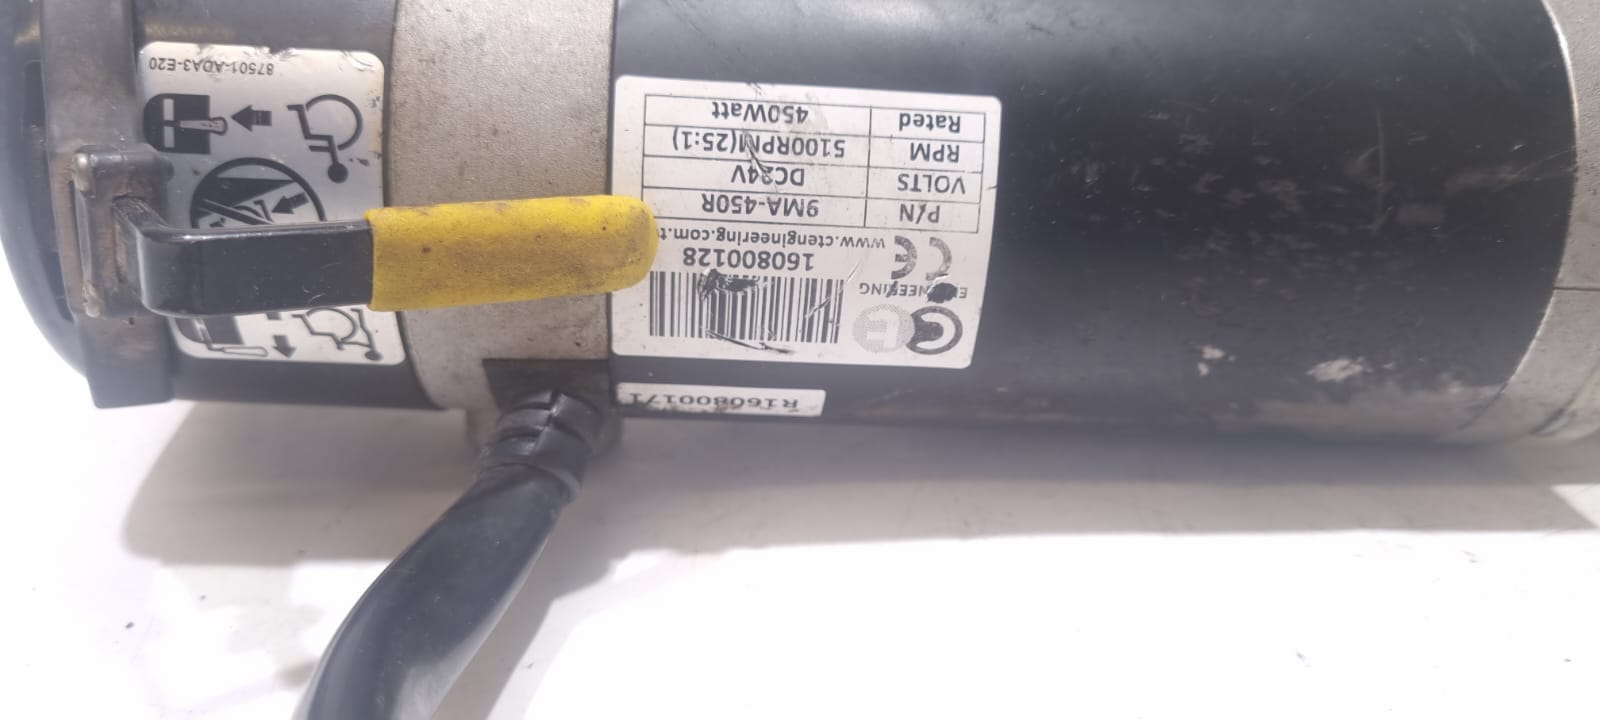 87501-ADA3-E20
ENGINEERING
160800128
www.ctengineering.com.t
P/N 9MA-450R
VOLTS DC24V
RPM 5100RPM(25:1)
Rated 450Watt
R160800171